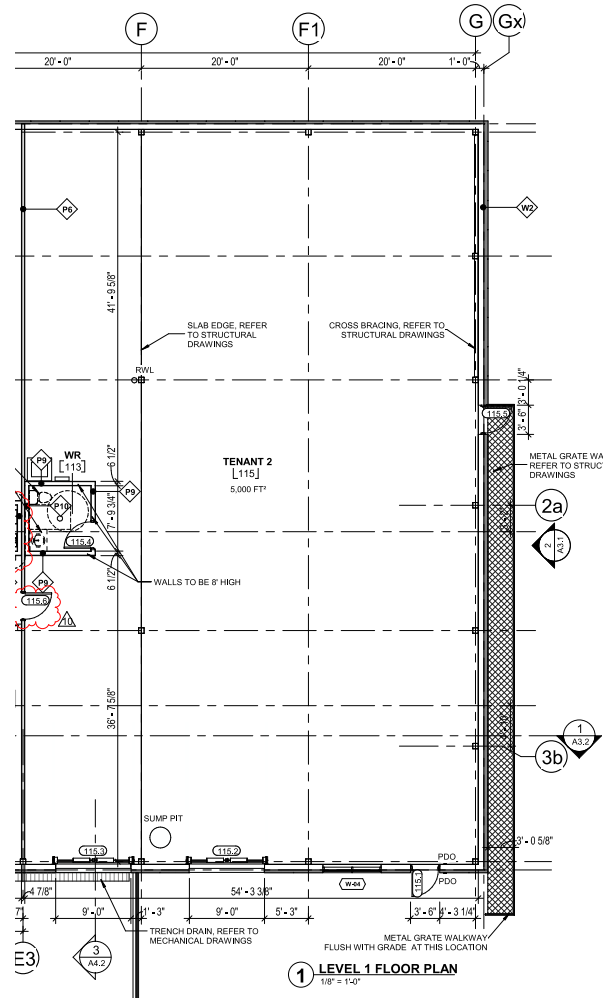 F
F1
G
Gx
20' - 0"
20' - 0"
20' - 0"
1' - 0"
P6
W2
41' - 9 5/8"
SLAB EDGE, REFER
TO STRUCTURAL
DRAWINGS
CROSS BRACING, REFER TO
STRUCTURAL DRAWINGS
RWL
3' - 0 1/4"
3' - 6"
115.5
WR
[113]
P9
6 1/2"
P9
TENANT 2
[115]
5,000 FT²
METAL GRATE WA
REFER TO STRUCT
DRAWINGS
P10
7' - 9 3/4"
115.4
2a
2
A3.1
6 1/2"
P9
WALLS TO BE 8' HIGH
115.6
10
36' - 7 5/8"
1
A3.2
3b
SUMP PIT
115.3
115.2
3' - 0 5/8"
PDO
PDO
115.1
W-04
4 7/8"
54' - 3 3/8"
7"
9' - 0"
1' - 3"
9' - 0"
5' - 3"
3' - 6"
4' - 3 1/4"
TRENCH DRAIN, REFER TO
MECHANICAL DRAWINGS
METAL GRATE WALKWAY
FLUSH WITH GRADE AT THIS LOCATION
E3
3
A4.2
1
LEVEL 1 FLOOR PLAN
1/8" = 1'-0"